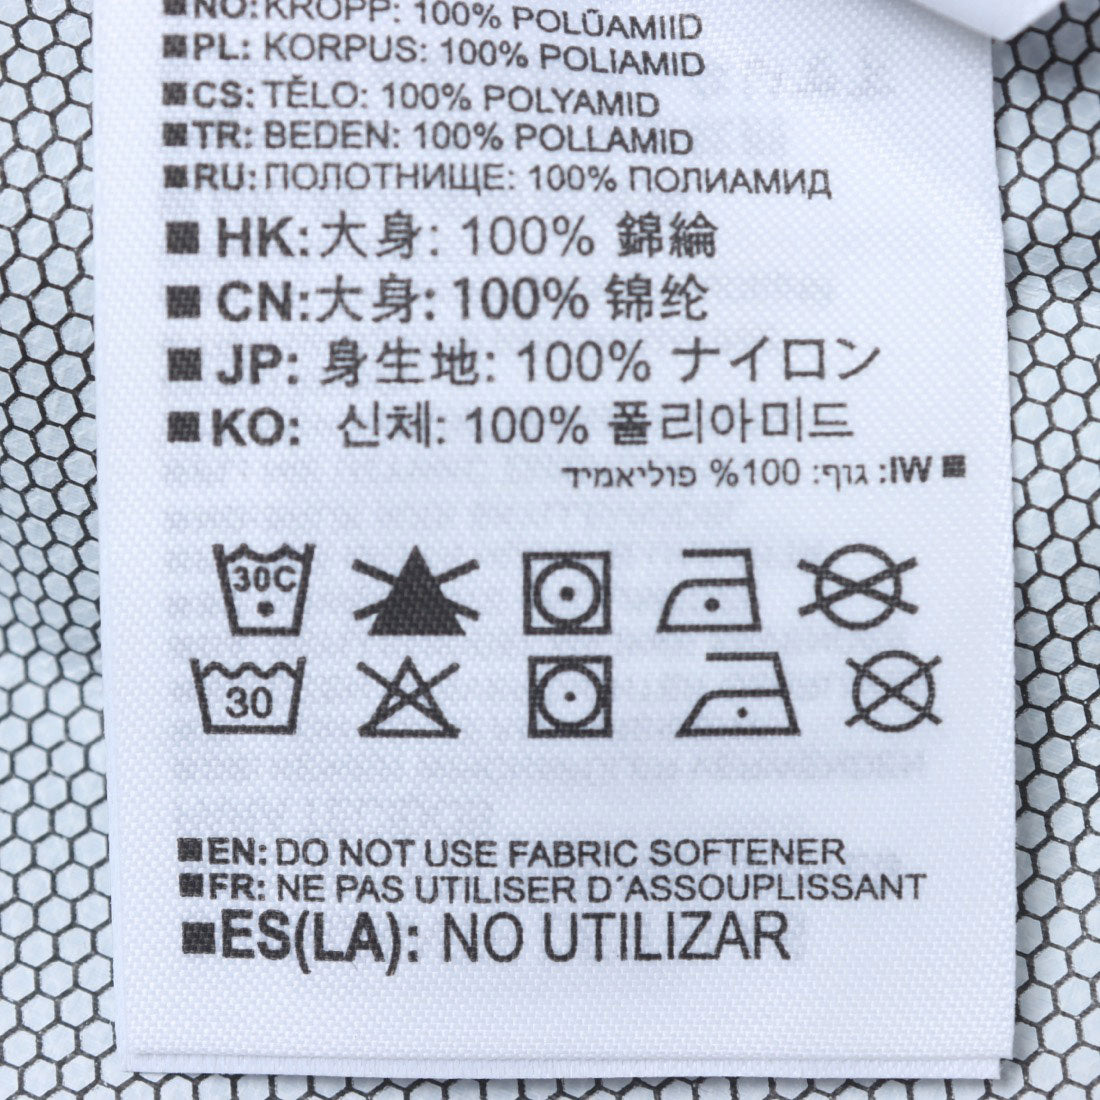 NO: KROPP: 100% POLÜAMIID
PL: KORPUS: 100% POLIAMID
CS: TĚLO: 100% POLYAMID
TR: BEDEN: 100% POLLAMID
RU: ПОЛОТНИЩЕ: 100% ПОЛИАМИД
HK:大身: 100% 錦綸
CN:大身: 100% 锦纶
JP: 身生地: 100% ナイロン
KO: 신체: 100% 폴리아미드
IW: גוף: 100% פוליאמיד
30C
30
EN: DO NOT USE FABRIC SOFTENER
FR: NE PAS UTILISER D´ASSOUPLISSANT
ES(LA): NO UTILIZAR